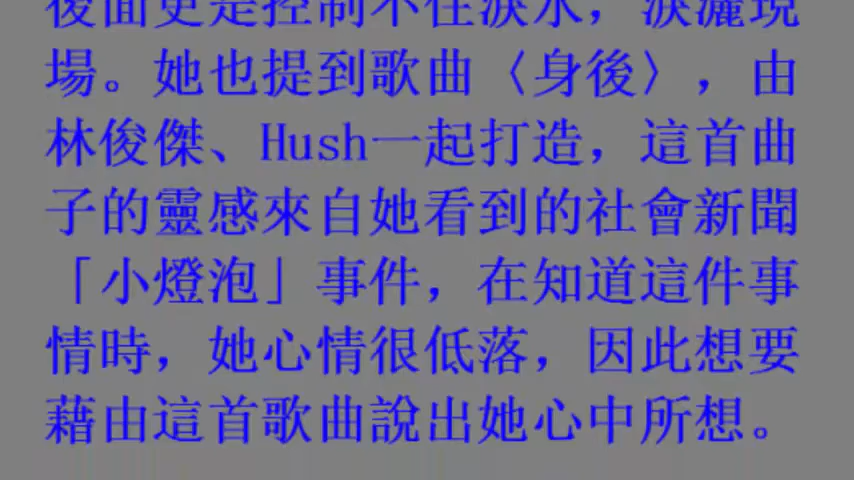 後面更是控制不住淚水，淚灑現
場。她也提到歌曲〈身後〉，由
林俊傑、Hush一起打造，這首曲
子的靈感來自她看到的社會新聞
「小燈泡」事件，在知道這件事
情時，她心情很低落，因此想要
藉由這首歌曲說出她心中所想。